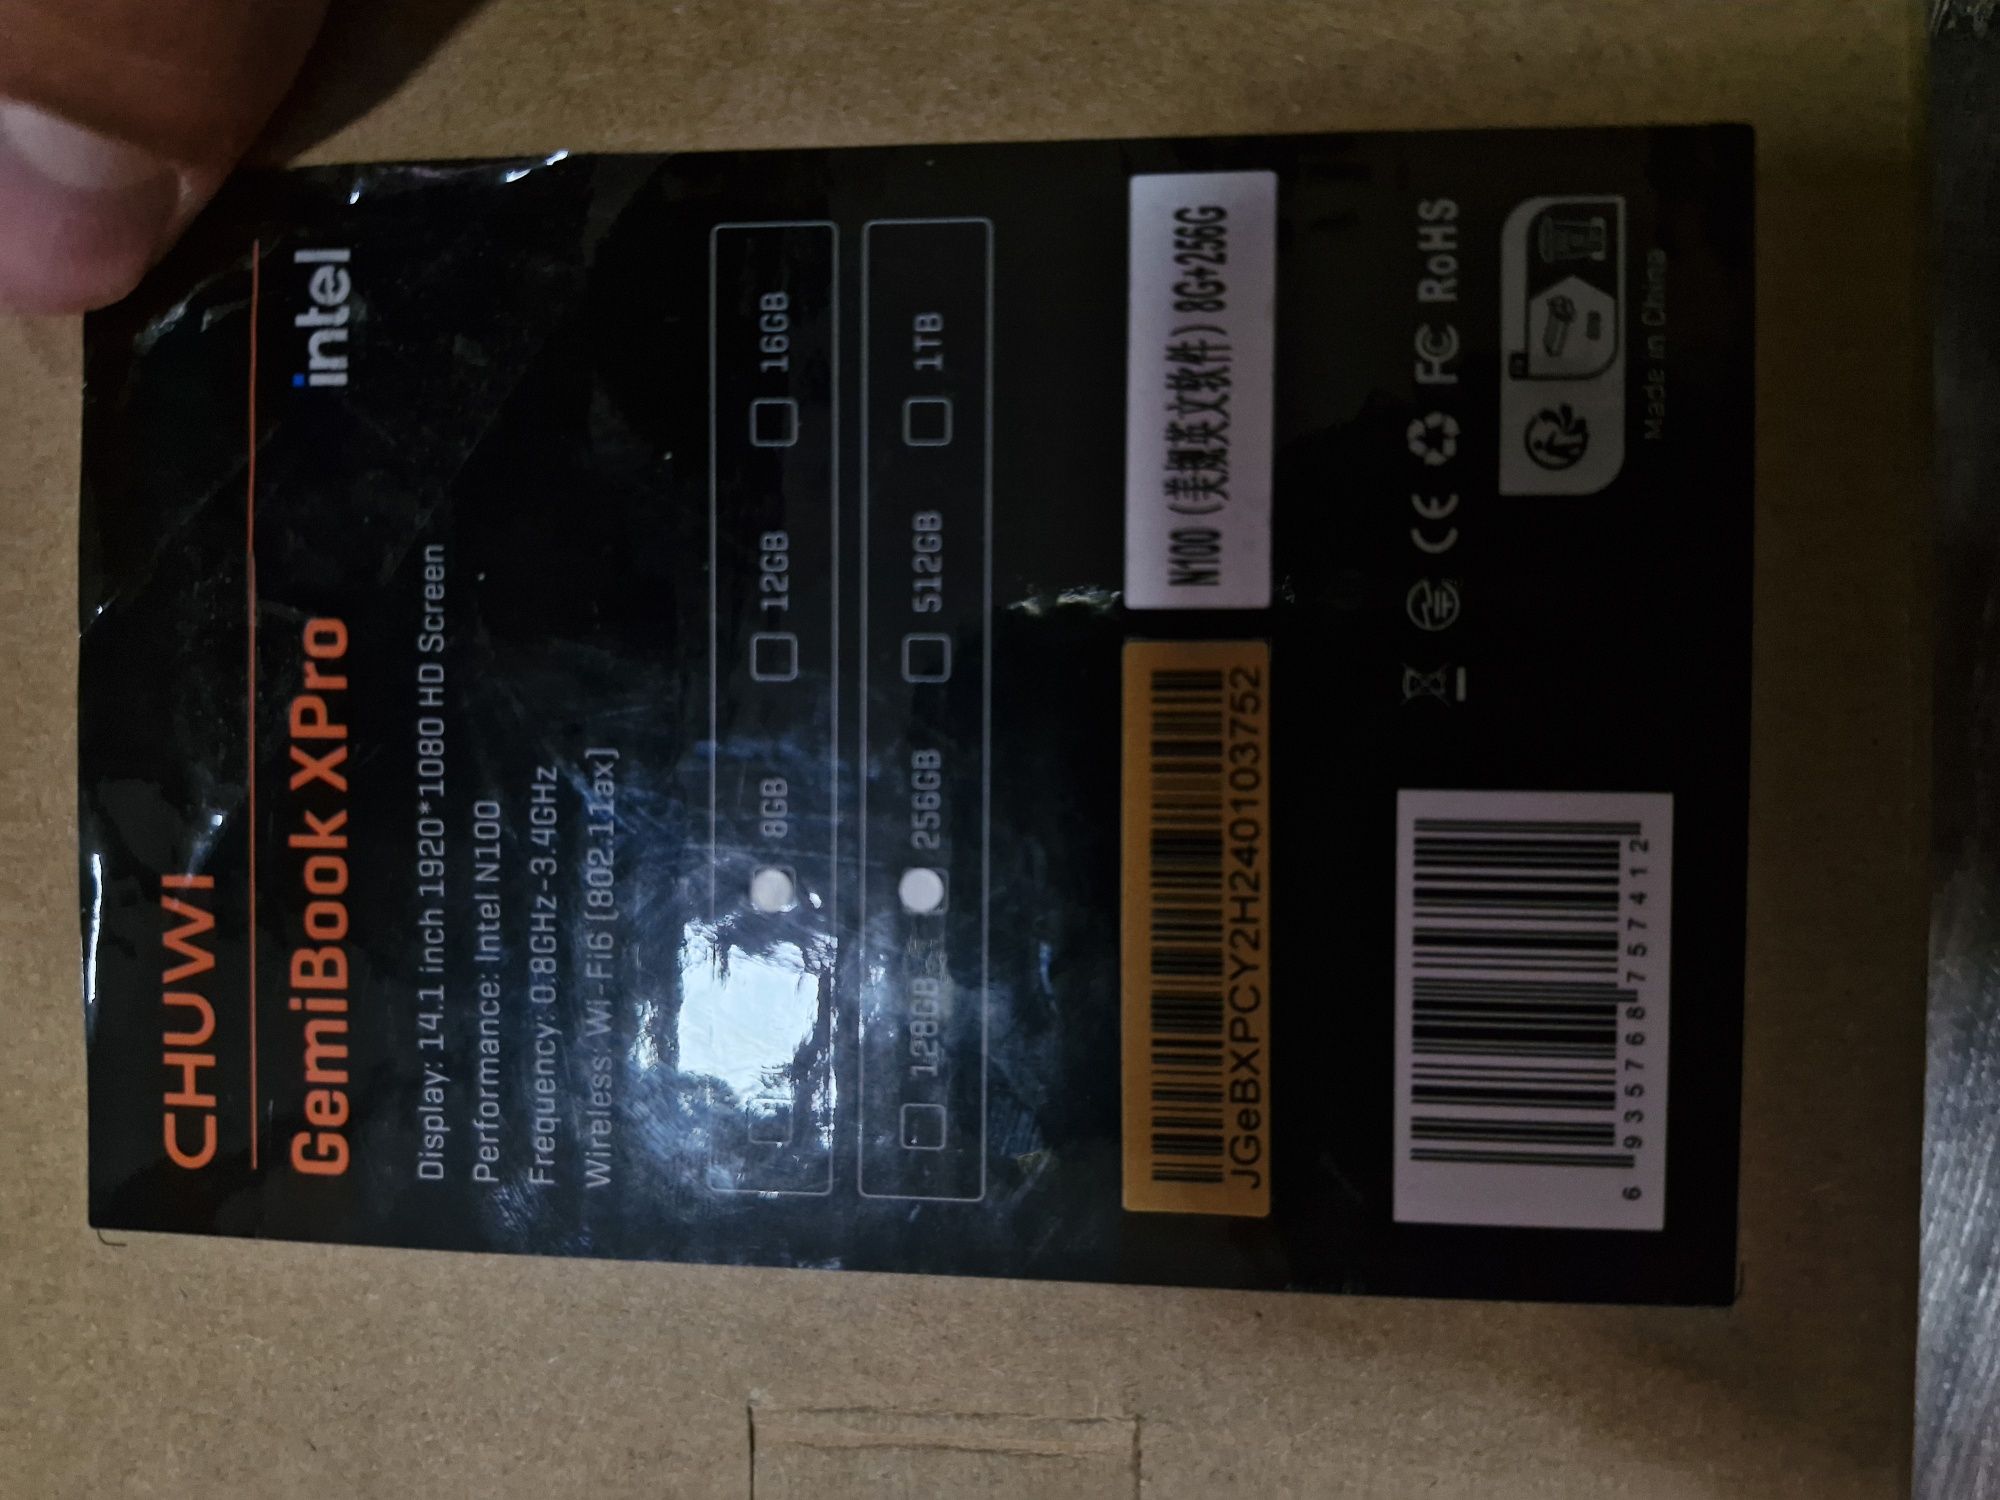 CHUWI
GemiBook XPro
intel
Display: 14.1 inch 1920*1080 HD Screen
Performance: Intel N100
Frequency: 0.8GHz-3.4GHz
Wireless: Wi-Fi6 (802.11ax)
8GB 12GB 16GB
128GB 256GB 512GB 1TB
JGeBXPCY2H240103752
N100 (美规英文软件) 8G+256G
CE FC RoHS
6 935768 757412
Made in China